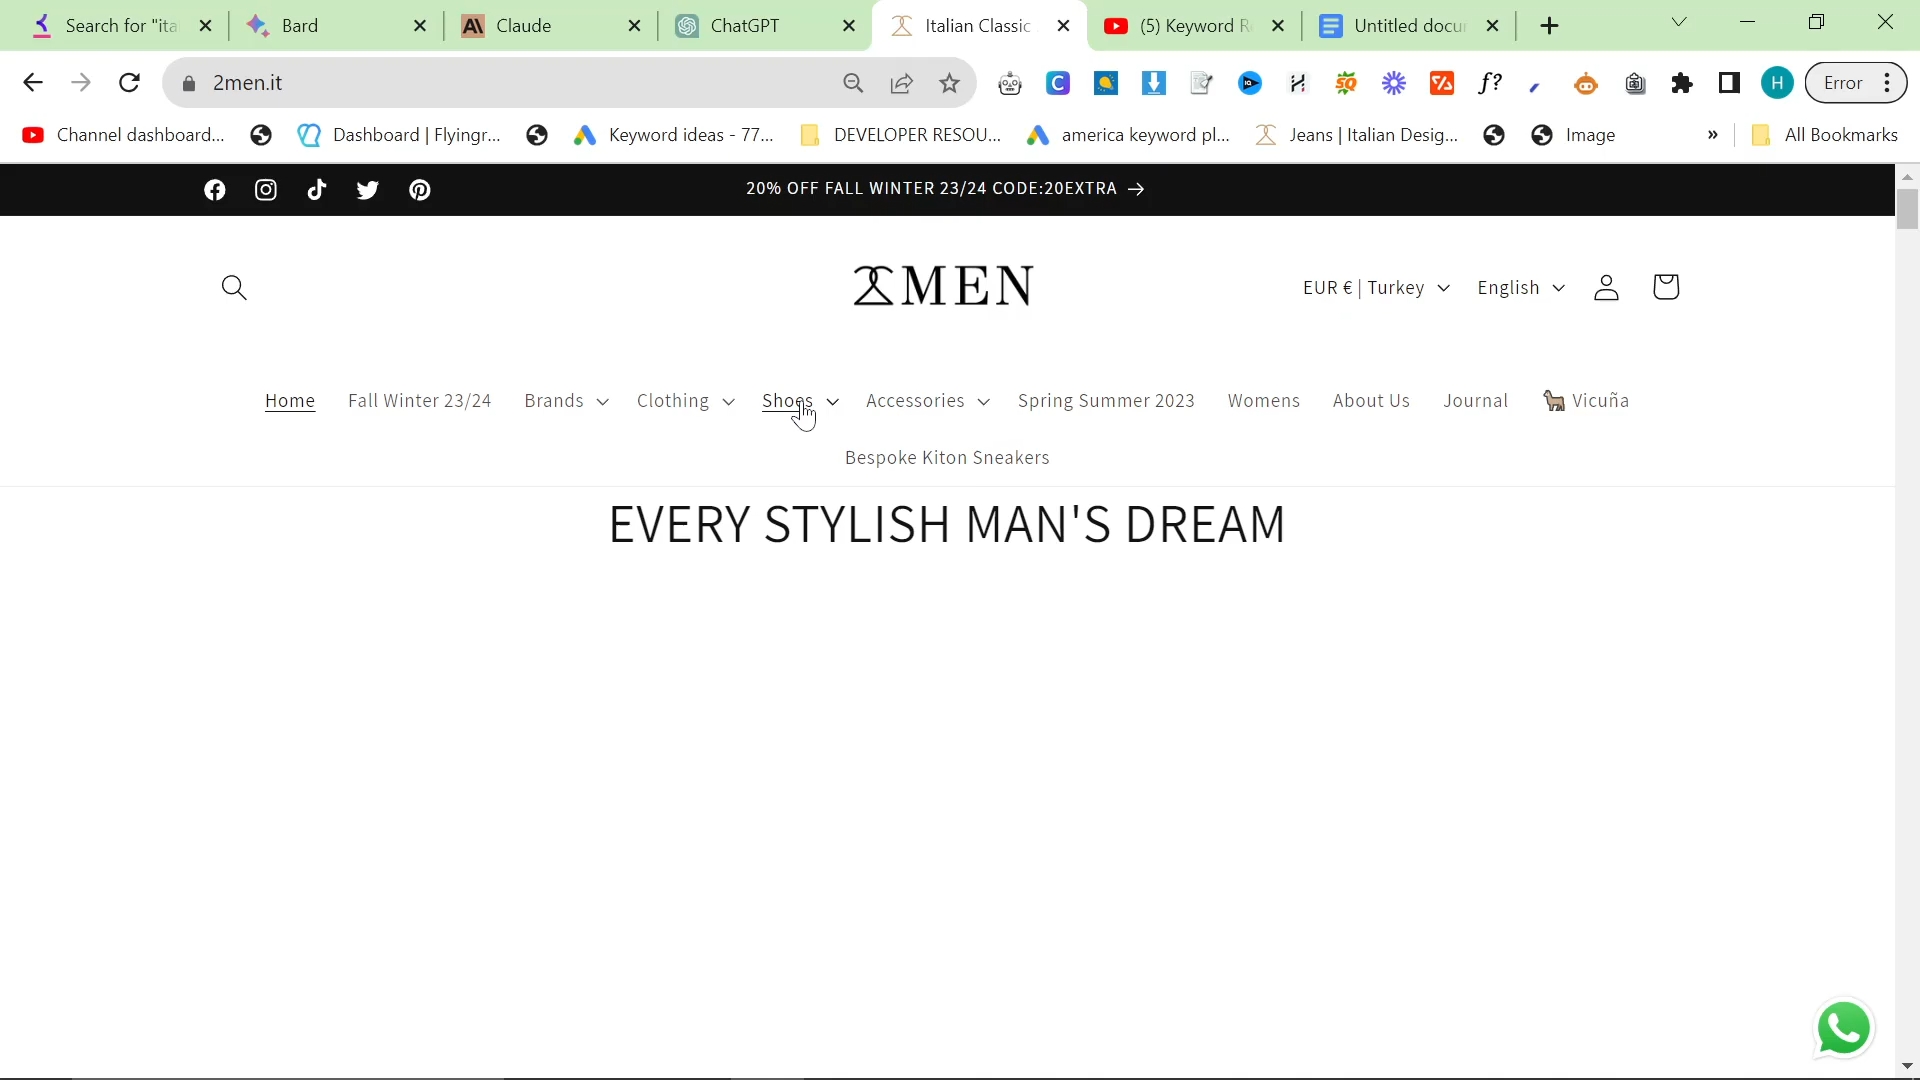 Search for "ita
Bard
Claude
ChatGPT
Italian Classic
(5) Keyword R
Untitled docu
2men.it
Error
Channel dashboard...
Dashboard | Flyingr...
Keyword ideas - 77...
DEVELOPER RESOU...
america keyword pl...
Jeans | Italian Desig...
Image
»
All Bookmarks
20% OFF FALL WINTER 23/24 CODE:20EXTRA →
2MEN
EUR € | Turkey
English
Home
Fall Winter 23/24
Brands
Clothing
Shoes
Accessories
Spring Summer 2023
Womens
About Us
Journal
Vicuña
Bespoke Kiton Sneakers
EVERY STYLISH MAN'S DREAM